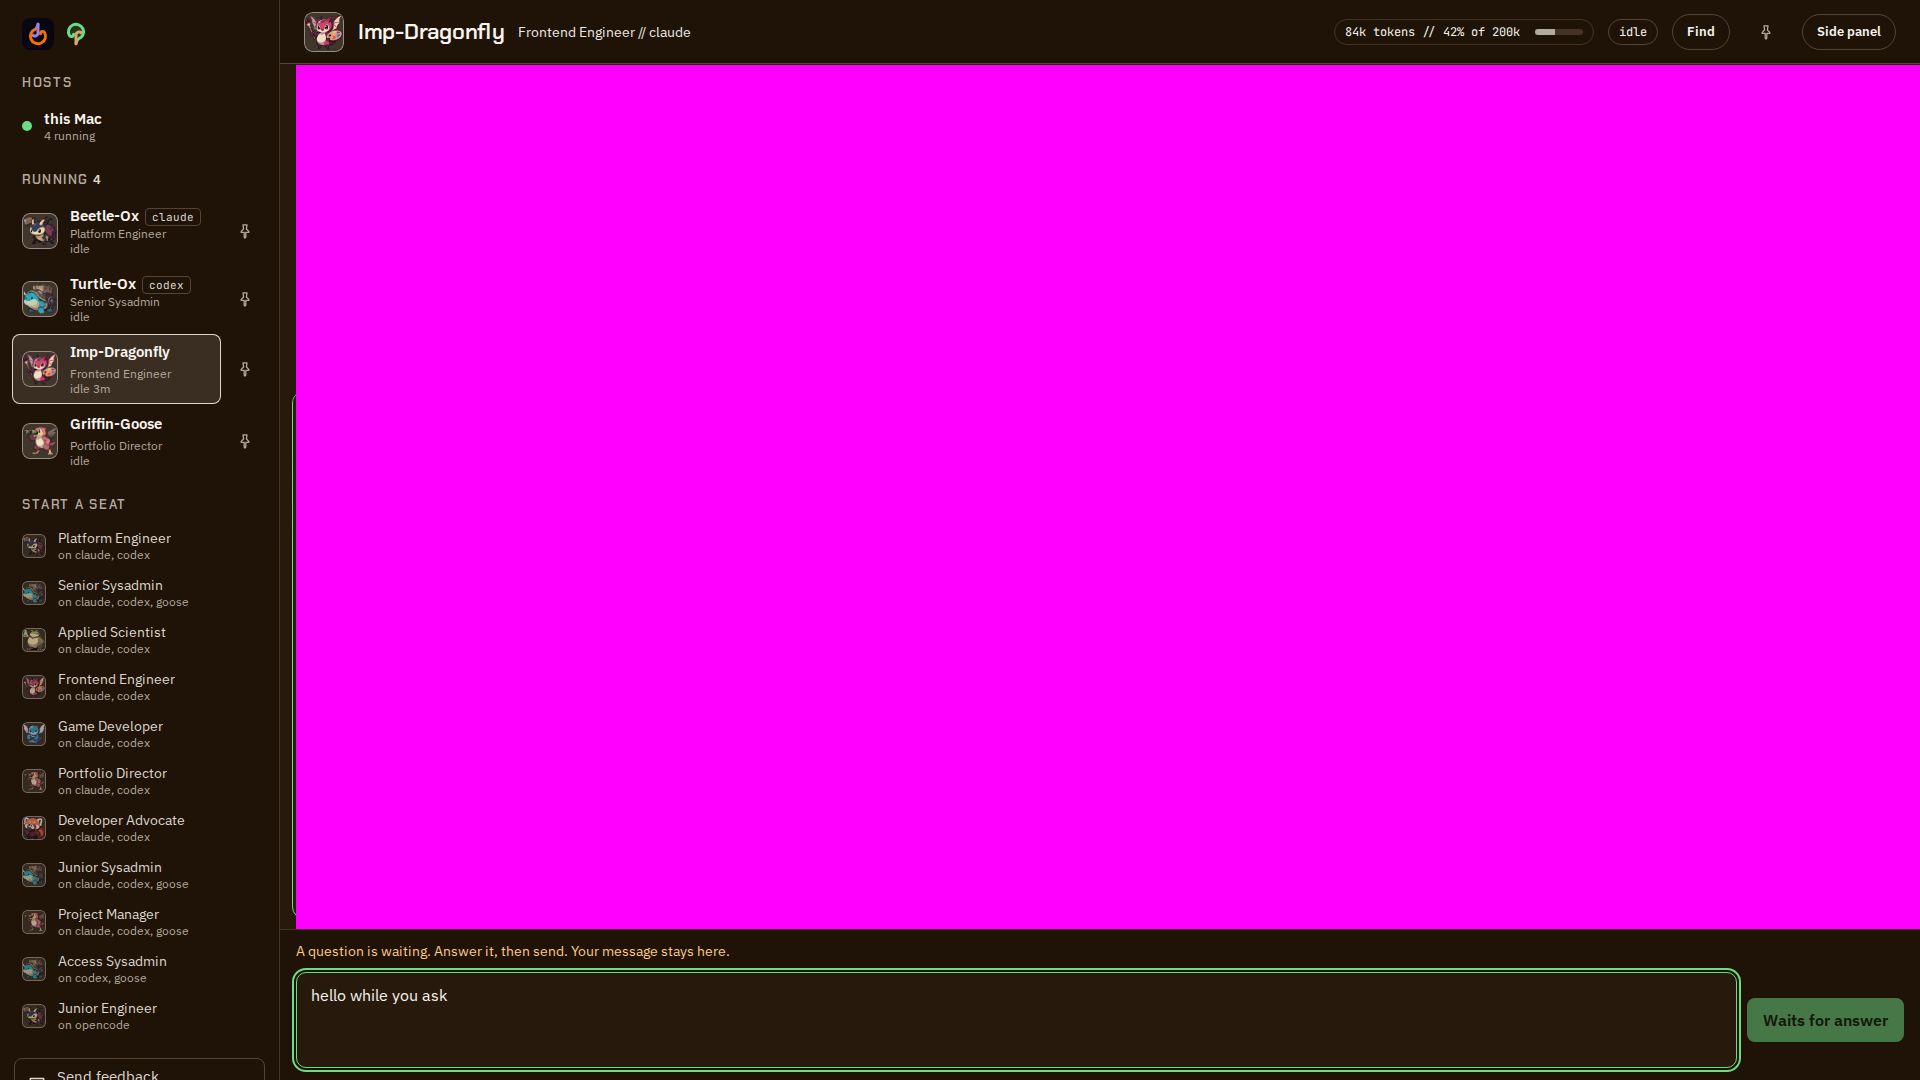 HOSTS
this Mac
4 running
RUNNING 4
Beetle-Ox claude
Platform Engineer
idle
Turtle-Ox codex
Senior Sysadmin
idle
Imp-Dragonfly
Frontend Engineer
idle 3m
Griffin-Goose
Portfolio Director
idle
START A SEAT
Platform Engineer
on claude, codex
Senior Sysadmin
on claude, codex, goose
Applied Scientist
on claude, codex
Frontend Engineer
on claude, codex
Game Developer
on claude, codex
Portfolio Director
on claude, codex
Developer Advocate
on claude, codex
Junior Sysadmin
on claude, codex, goose
Project Manager
on claude, codex, goose
Access Sysadmin
on codex, goose
Junior Engineer
on opencode
Send feedback
Imp-Dragonfly Frontend Engineer // claude
84k tokens // 42% of 200k idle Find Side panel
A question is waiting. Answer it, then send. Your message stays here.
hello while you ask
Waits for answer